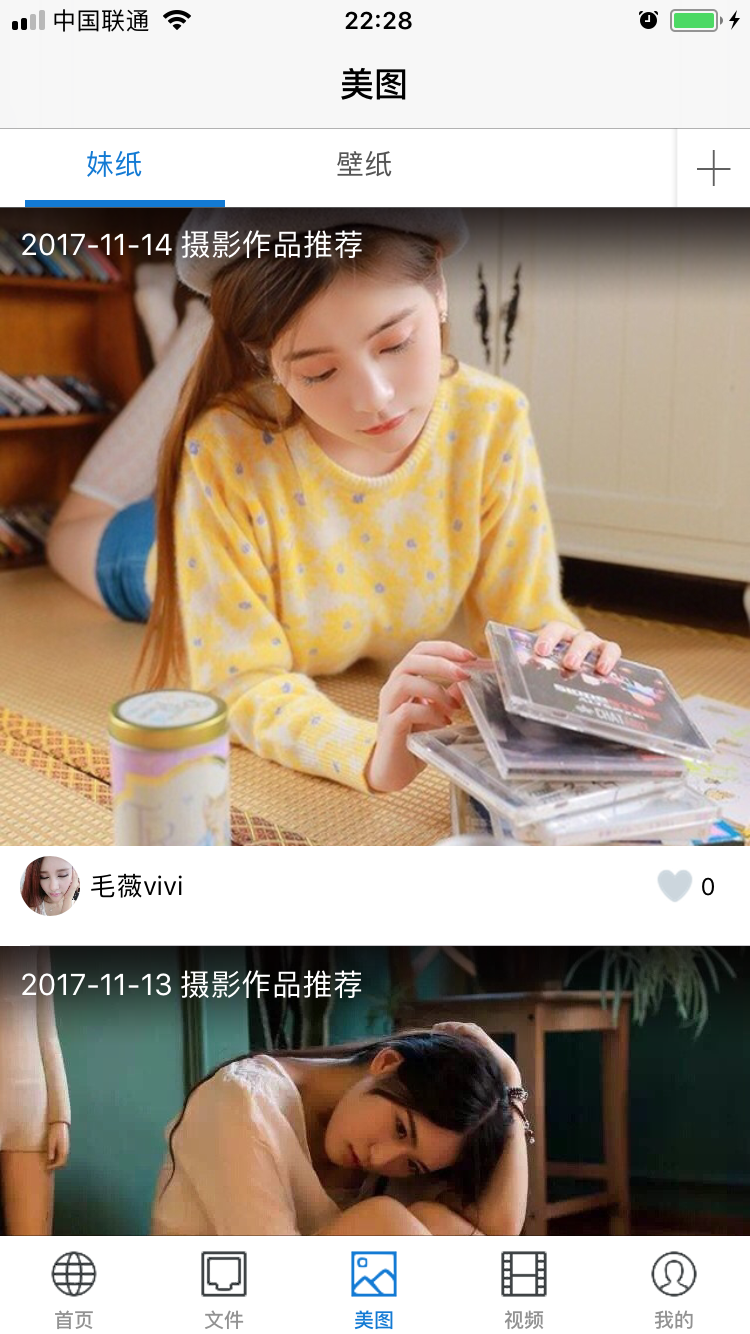 中国联通
22:28
美图
妹纸
壁纸
2017-11-14 摄影作品推荐
毛薇vivi
0
2017-11-13 摄影作品推荐
首页
文件
美图
视频
我的